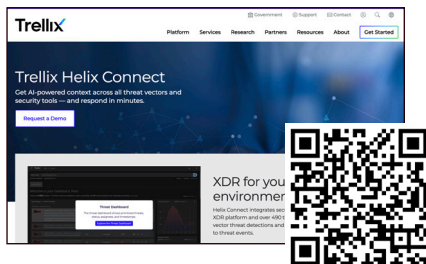 Government Support Contact
Trellix
Platform Services Research Partners Resources About Get Started
Trellix Helix Connect
Get AI-powered context across all threat vectors and
security tools — and respond in minutes.
Request a Demo
XDR for you
environmen
Helix Connect integrates sec
XDR platform and over 490 t
vector threat detections and
to threat events.
Threat Dashboard